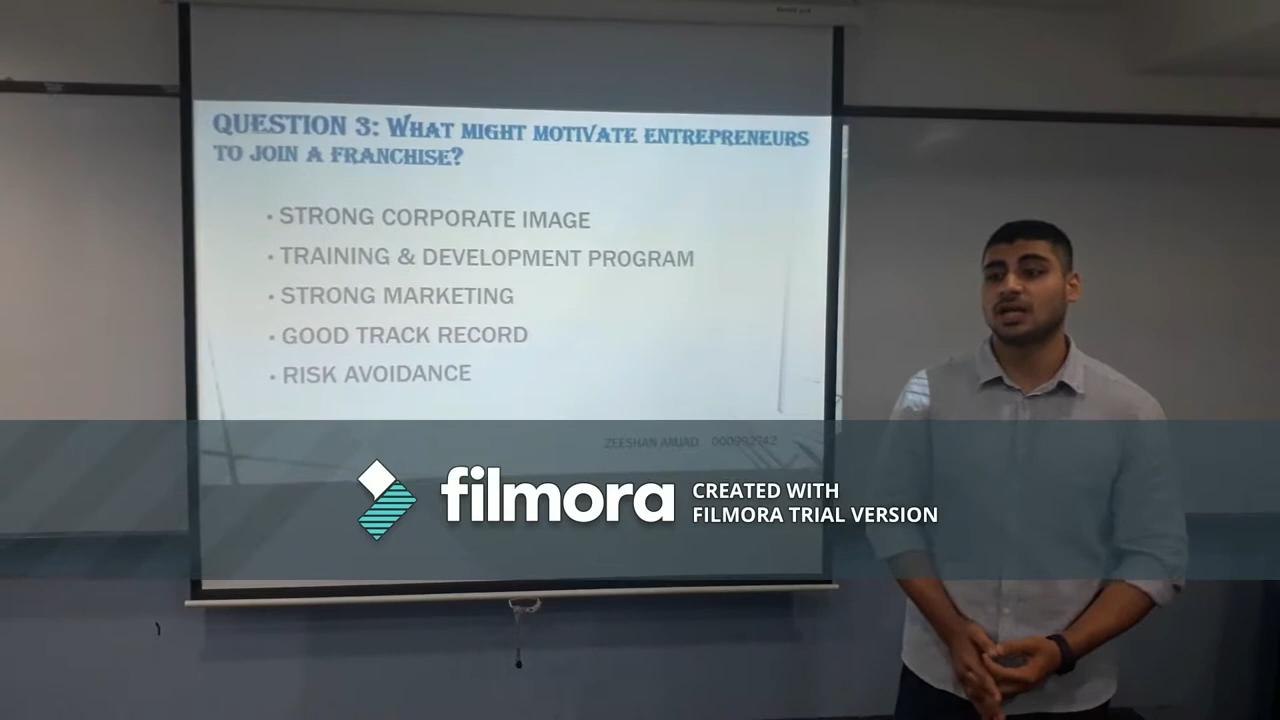 QUESTION 3: WHAT MIGHT MOTIVATE ENTREPRENEURS
TO JOIN A FRANCHISE?
• STRONG CORPORATE IMAGE
• TRAINING & DEVELOPMENT PROGRAM
• STRONG MARKETING
• GOOD TRACK RECORD
• RISK AVOIDANCE
ZEESHAN AMJAD
filmora
CREATED WITH
FILMORA TRIAL VERSION